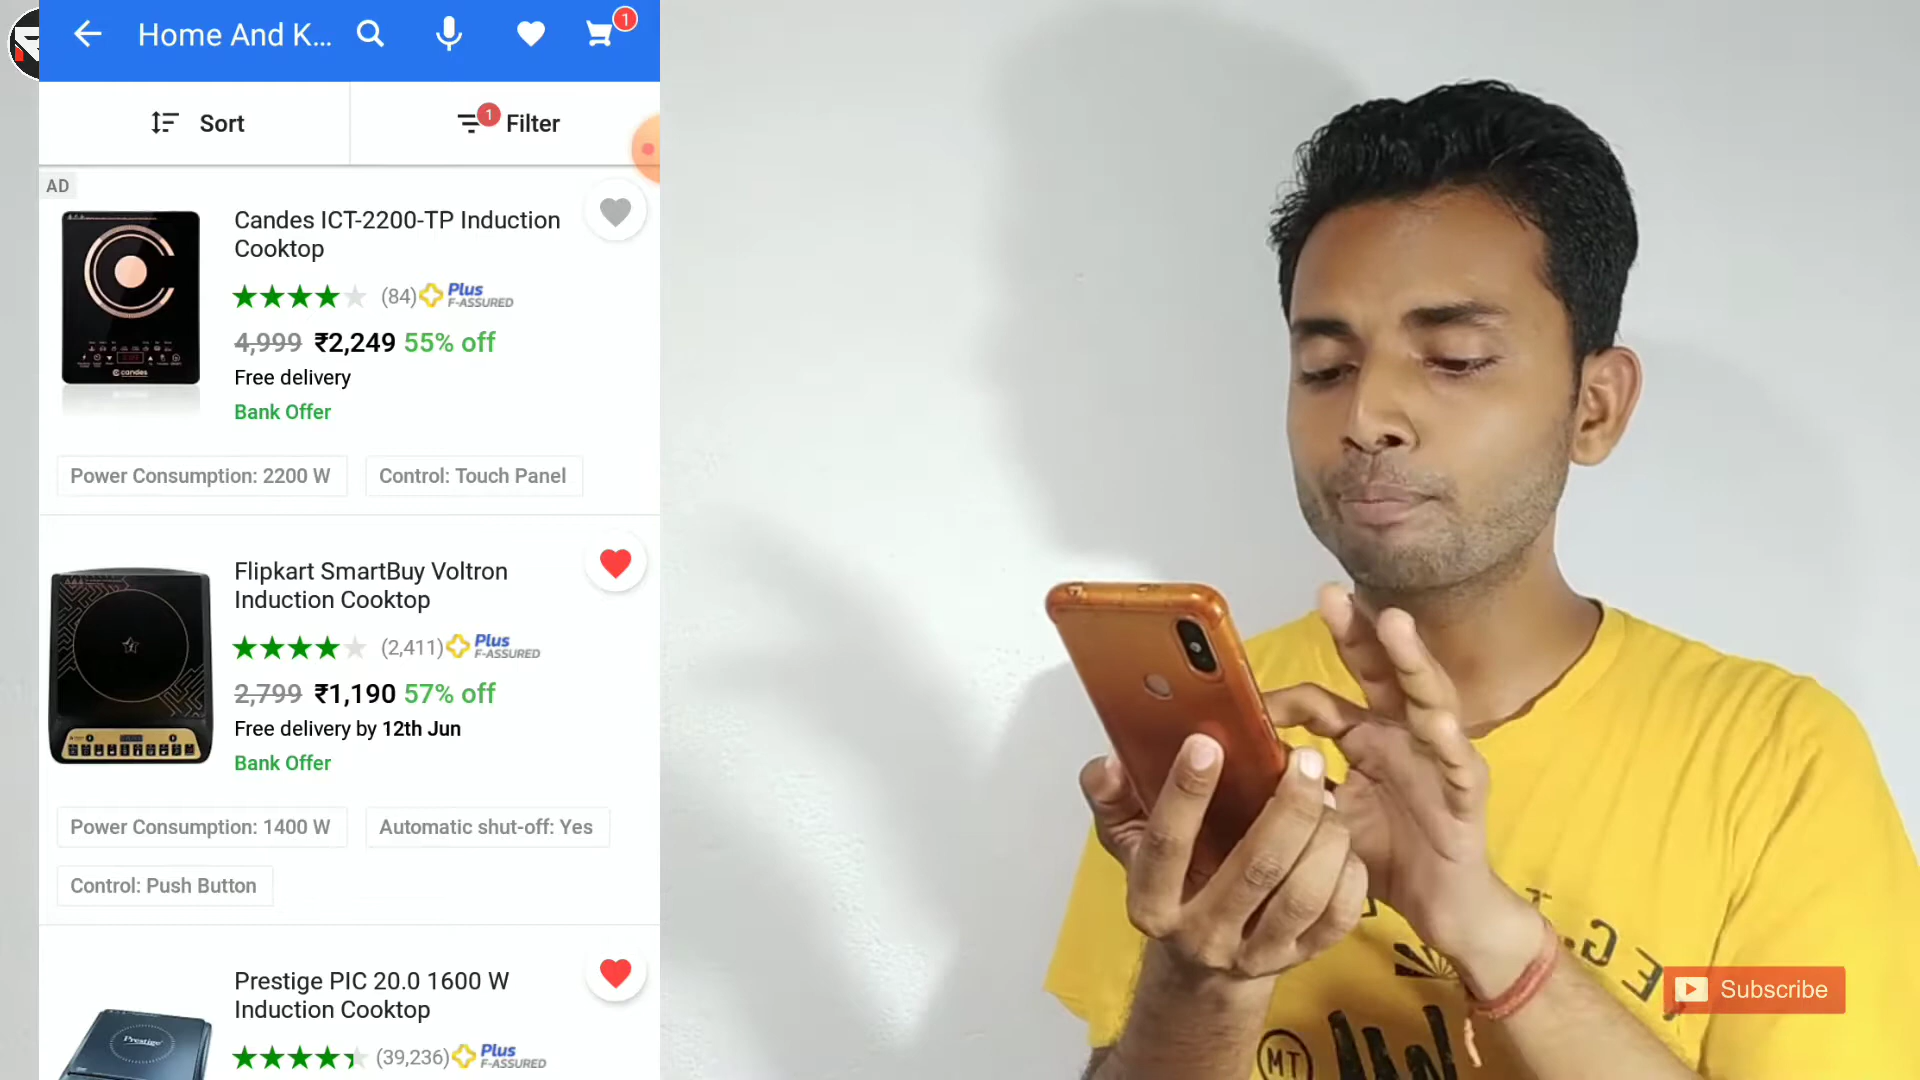 Home And K...
1
Sort
1
Filter
AD
Candes ICT-2200-TP Induction
Cooktop
(84) Plus
F-ASSURED
4,999 ₹2,249 55% off
Free delivery
Bank Offer
Power Consumption: 2200 W
Control: Touch Panel
candes
Flipkart SmartBuy Voltron
Induction Cooktop
(2,411) Plus
F-ASSURED
2,799 ₹1,190 57% off
Free delivery by 12th Jun
Bank Offer
Power Consumption: 1400 W
Automatic shut-off: Yes
Control: Push Button
Prestige PIC 20.0 1600 W
Induction Cooktop
Prestige
(39,236) Plus
F-ASSURED
Subscribe
MT